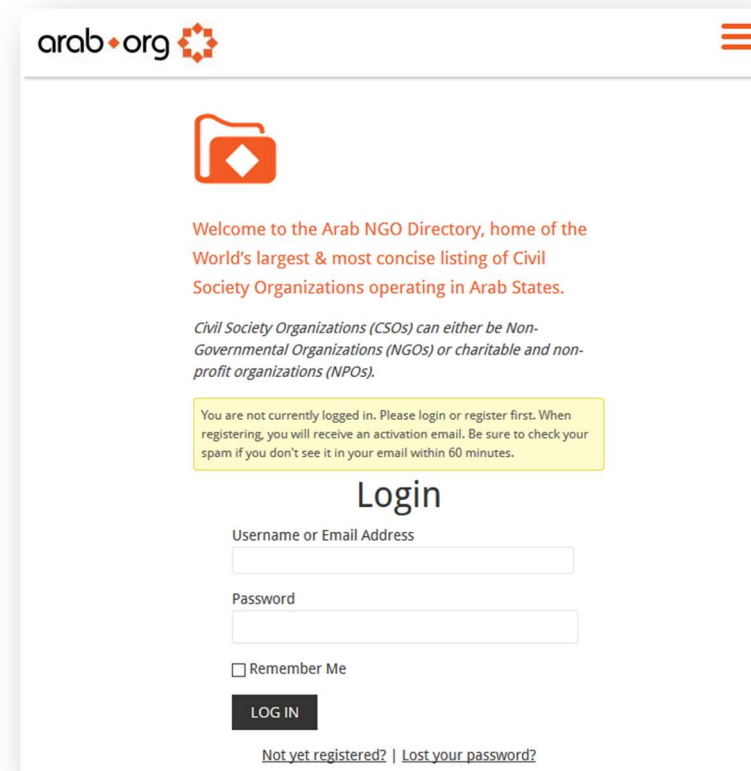 arab•org
Welcome to the Arab NGO Directory, home of the
World's largest & most concise listing of Civil
Society Organizations operating in Arab States.
Civil Society Organizations (CSOs) can either be Non-
Governmental Organizations (NGOs) or charitable and non-
profit organizations (NPOs).
You are not currently logged in. Please login or register first. When
registering, you will receive an activation email. Be sure to check your
spam if you don't see it in your email within 60 minutes.
Login
Username or Email Address
Password
Remember Me
LOG IN
Not yet registered? | Lost your password?